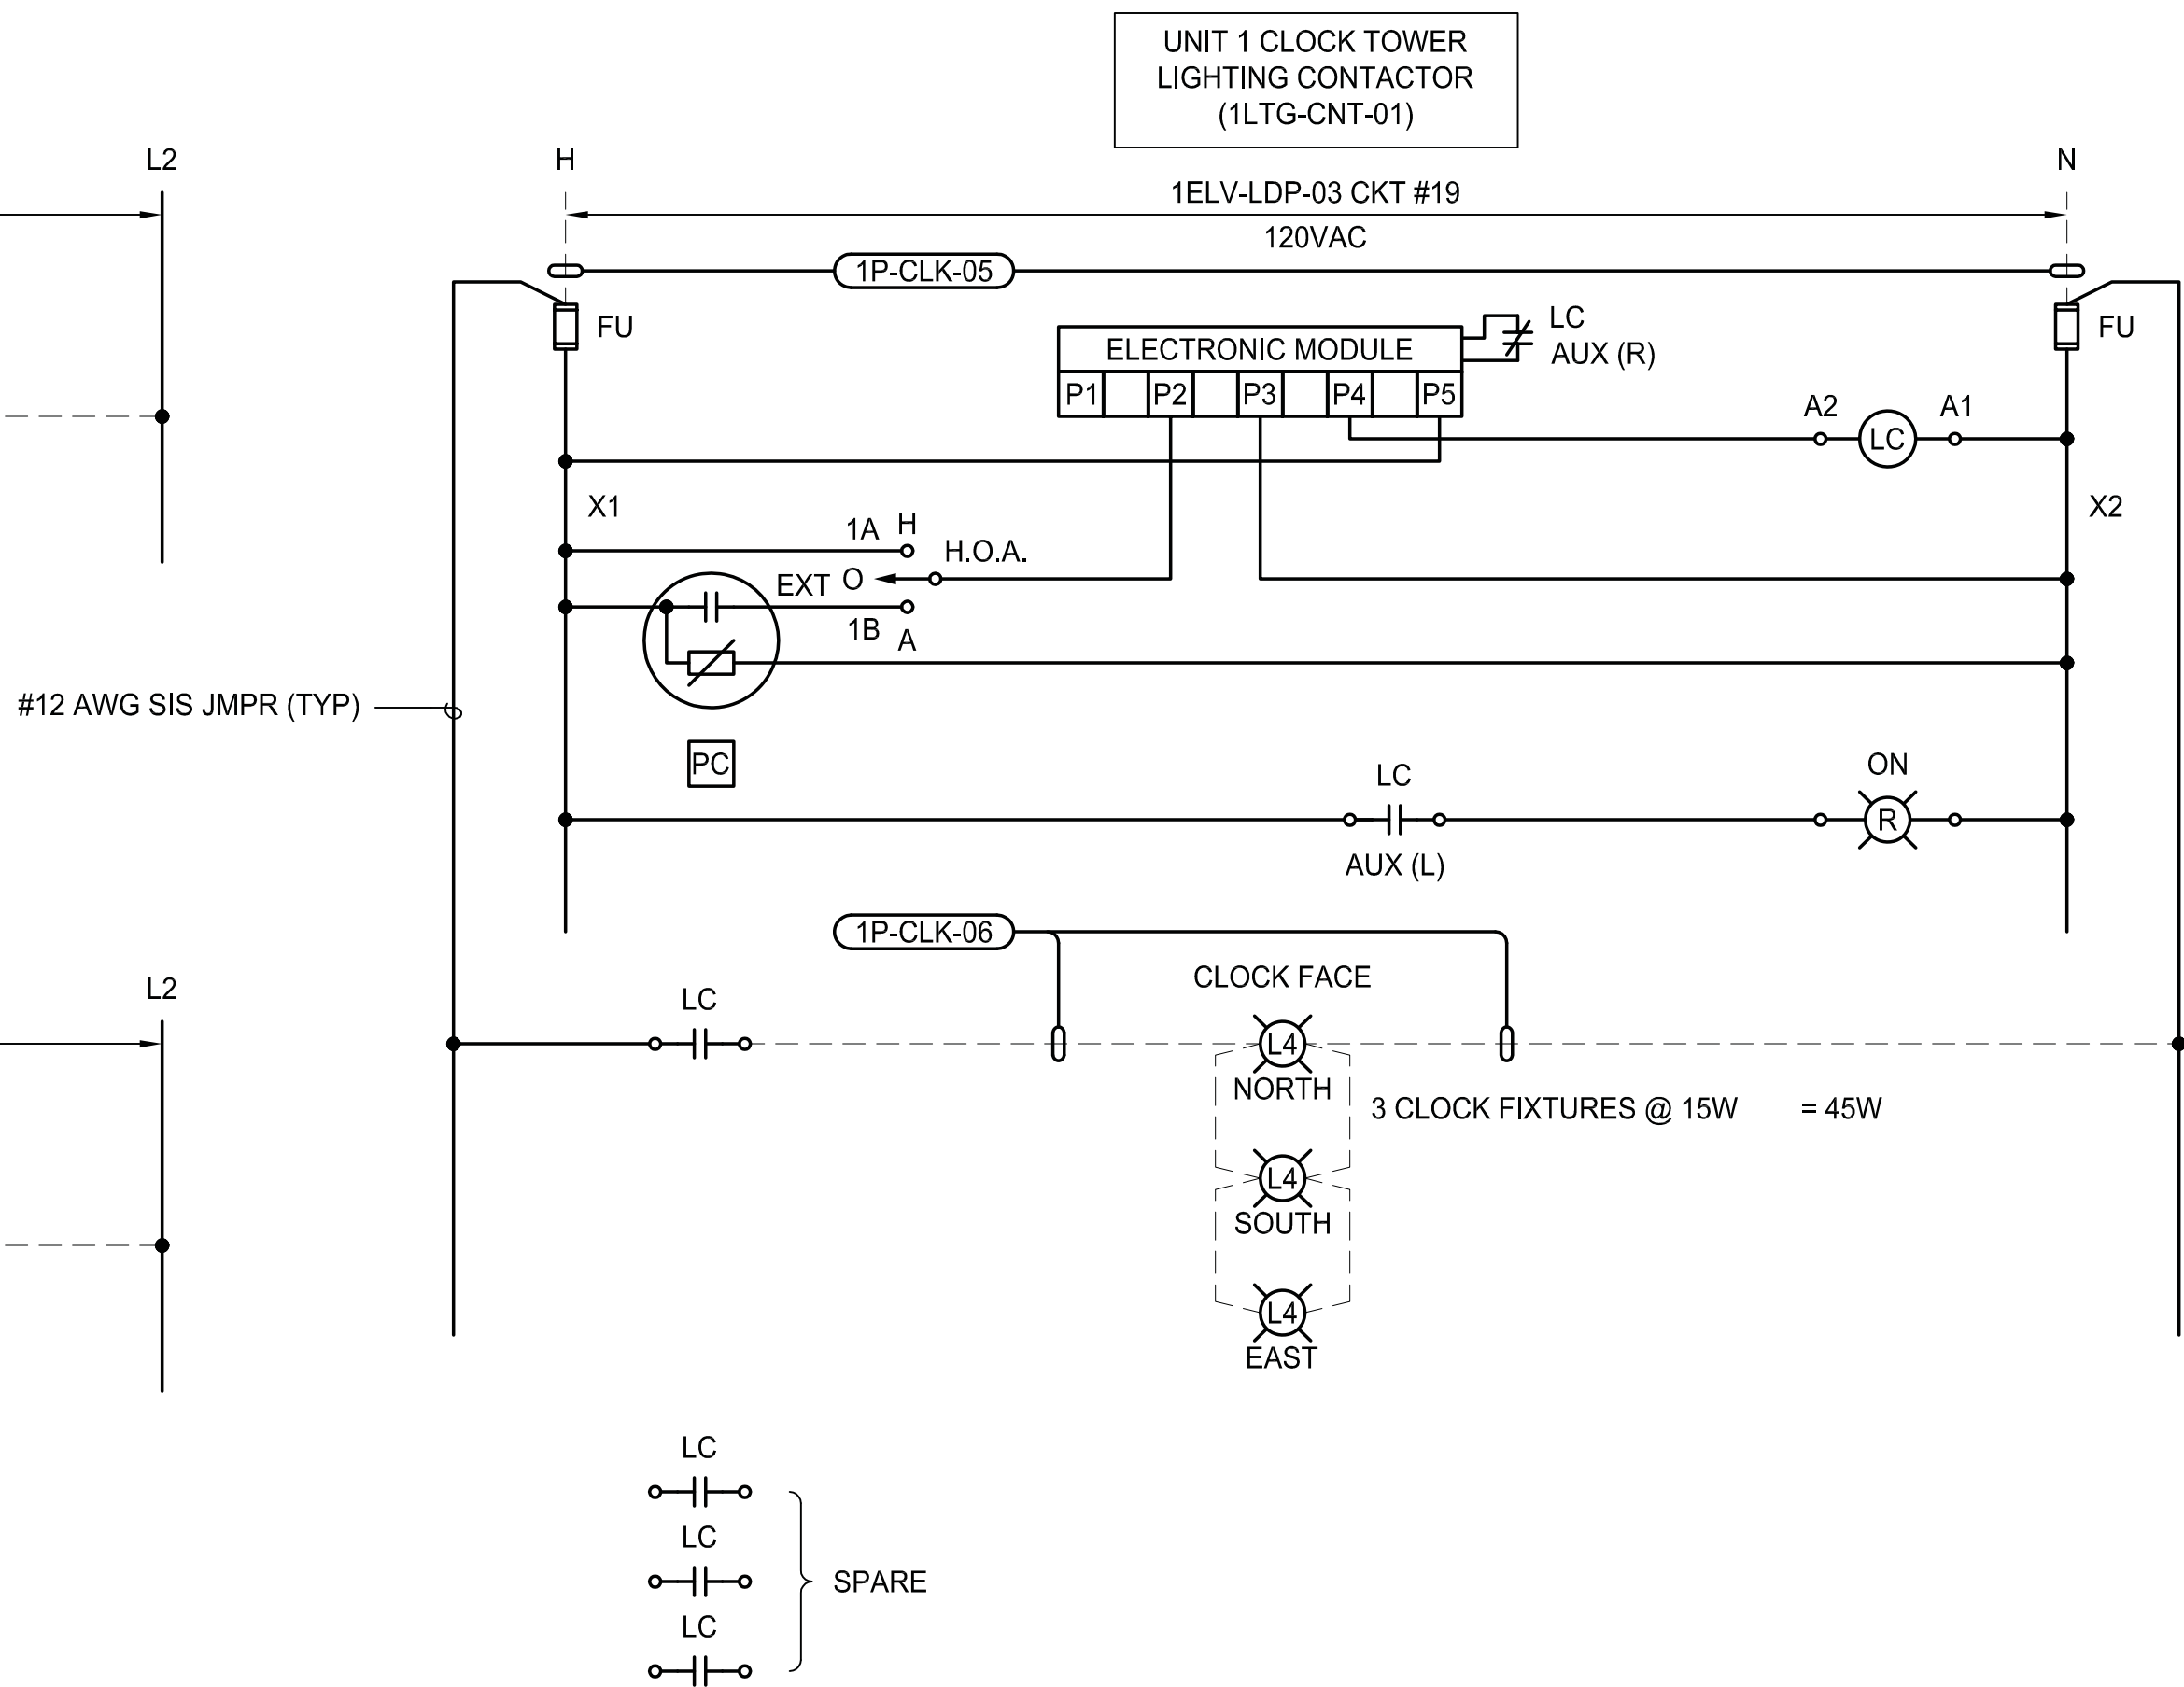 UNIT 1 CLOCK TOWER
LIGHTING CONTACTOR
(1LTG-CNT-01)
L2
H
N
1ELV-LDP-03 CKT #19
120VAC
1P-CLK-05
FU
ELECTRONIC MODULE
LC
AUX (R)
FU
P1
P2
P3
P4
P5
A2
LC
A1
X1
X2
1A
H
H.O.A.
EXT
O
1B
A
#12 AWG SIS JMPR (TYP)
PC
LC
ON
R
AUX (L)
1P-CLK-06
L2
LC
CLOCK FACE
L4
NORTH
3 CLOCK FIXTURES @ 15W = 45W
L4
SOUTH
L4
EAST
LC
LC
SPARE
LC